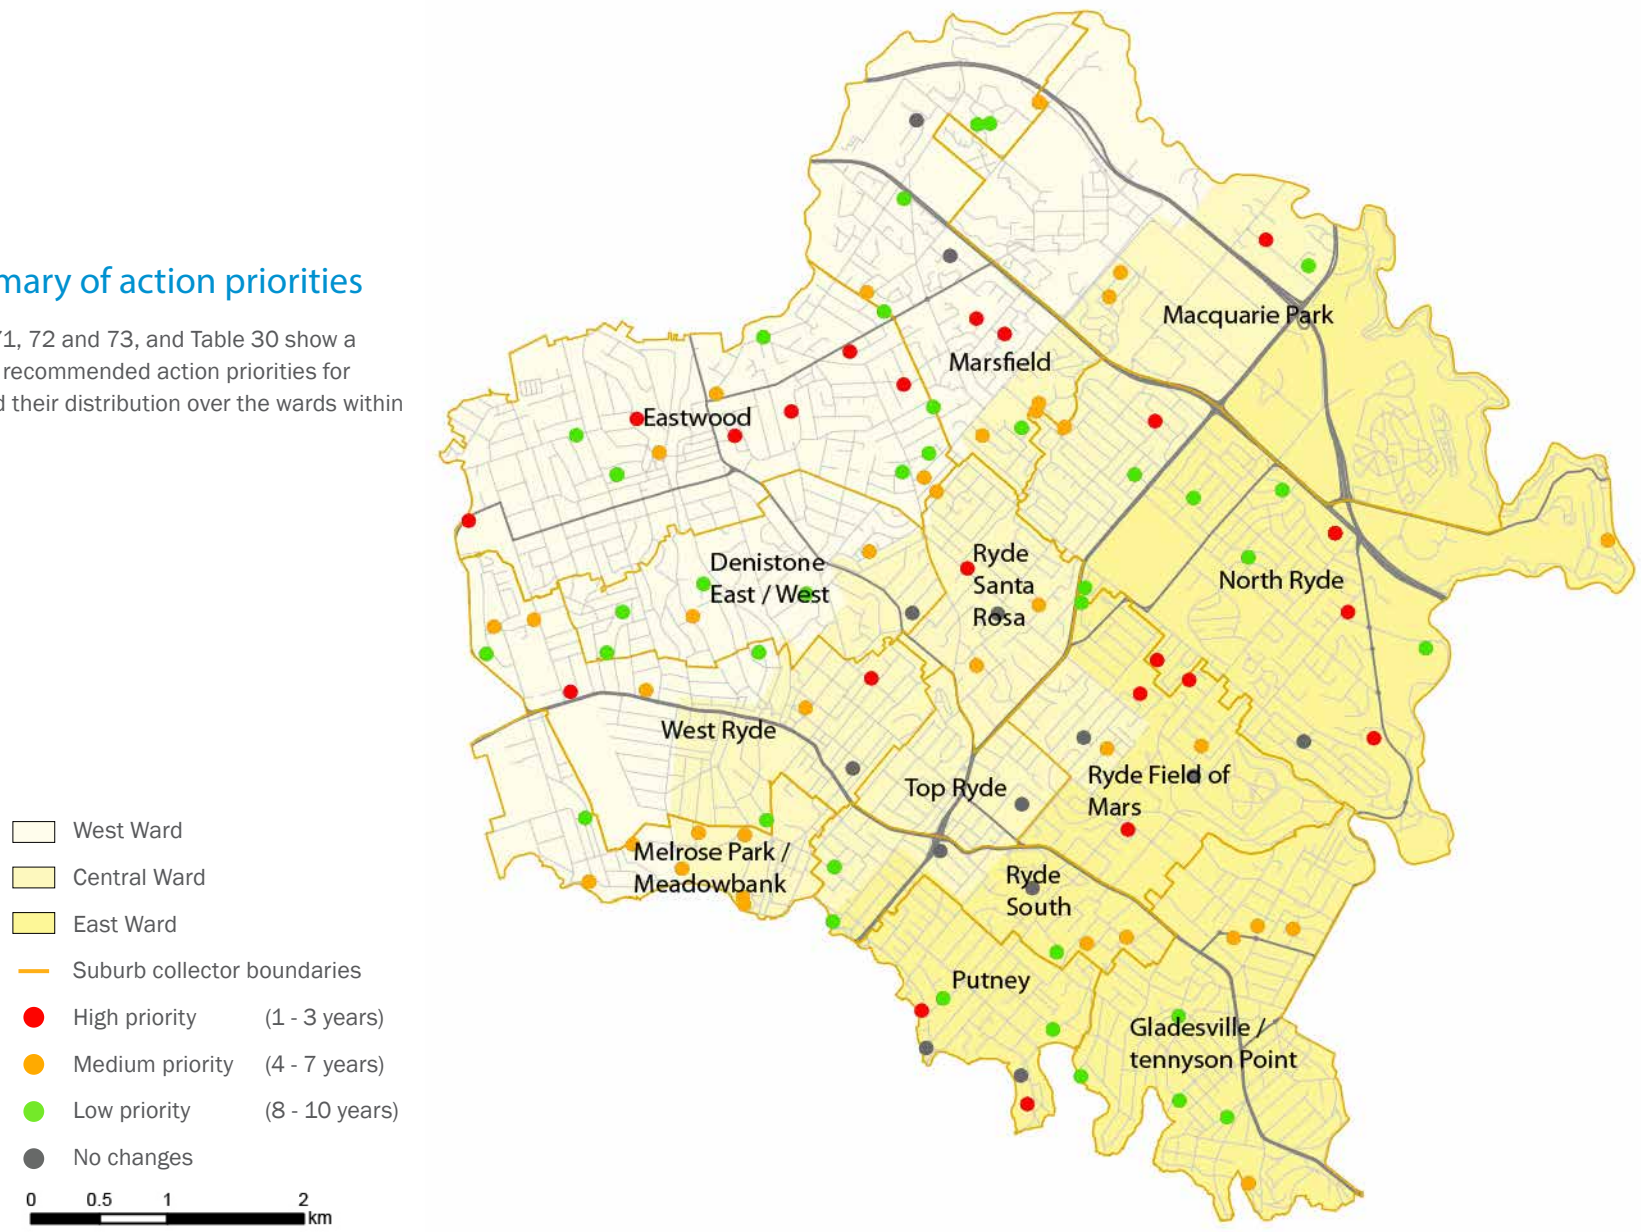 mary of action priorities
71, 72 and 73, and Table 30 show a
recommended action priorities for
d their distribution over the wards within
West Ward
Central Ward
East Ward
Suburb collector boundaries
High priority (1 - 3 years)
Medium priority (4 - 7 years)
Low priority (8 - 10 years)
No changes
0 0.5 1 2
km
Macquarie Park
Marsfield
Eastwood
Denistone
East / West
Ryde
Santa
Rosa
North Ryde
West Ryde
Top Ryde
Ryde Field of
Mars
Melrose Park /
Meadowbank
Ryde
South
Putney
Gladesville /
tennyson Point